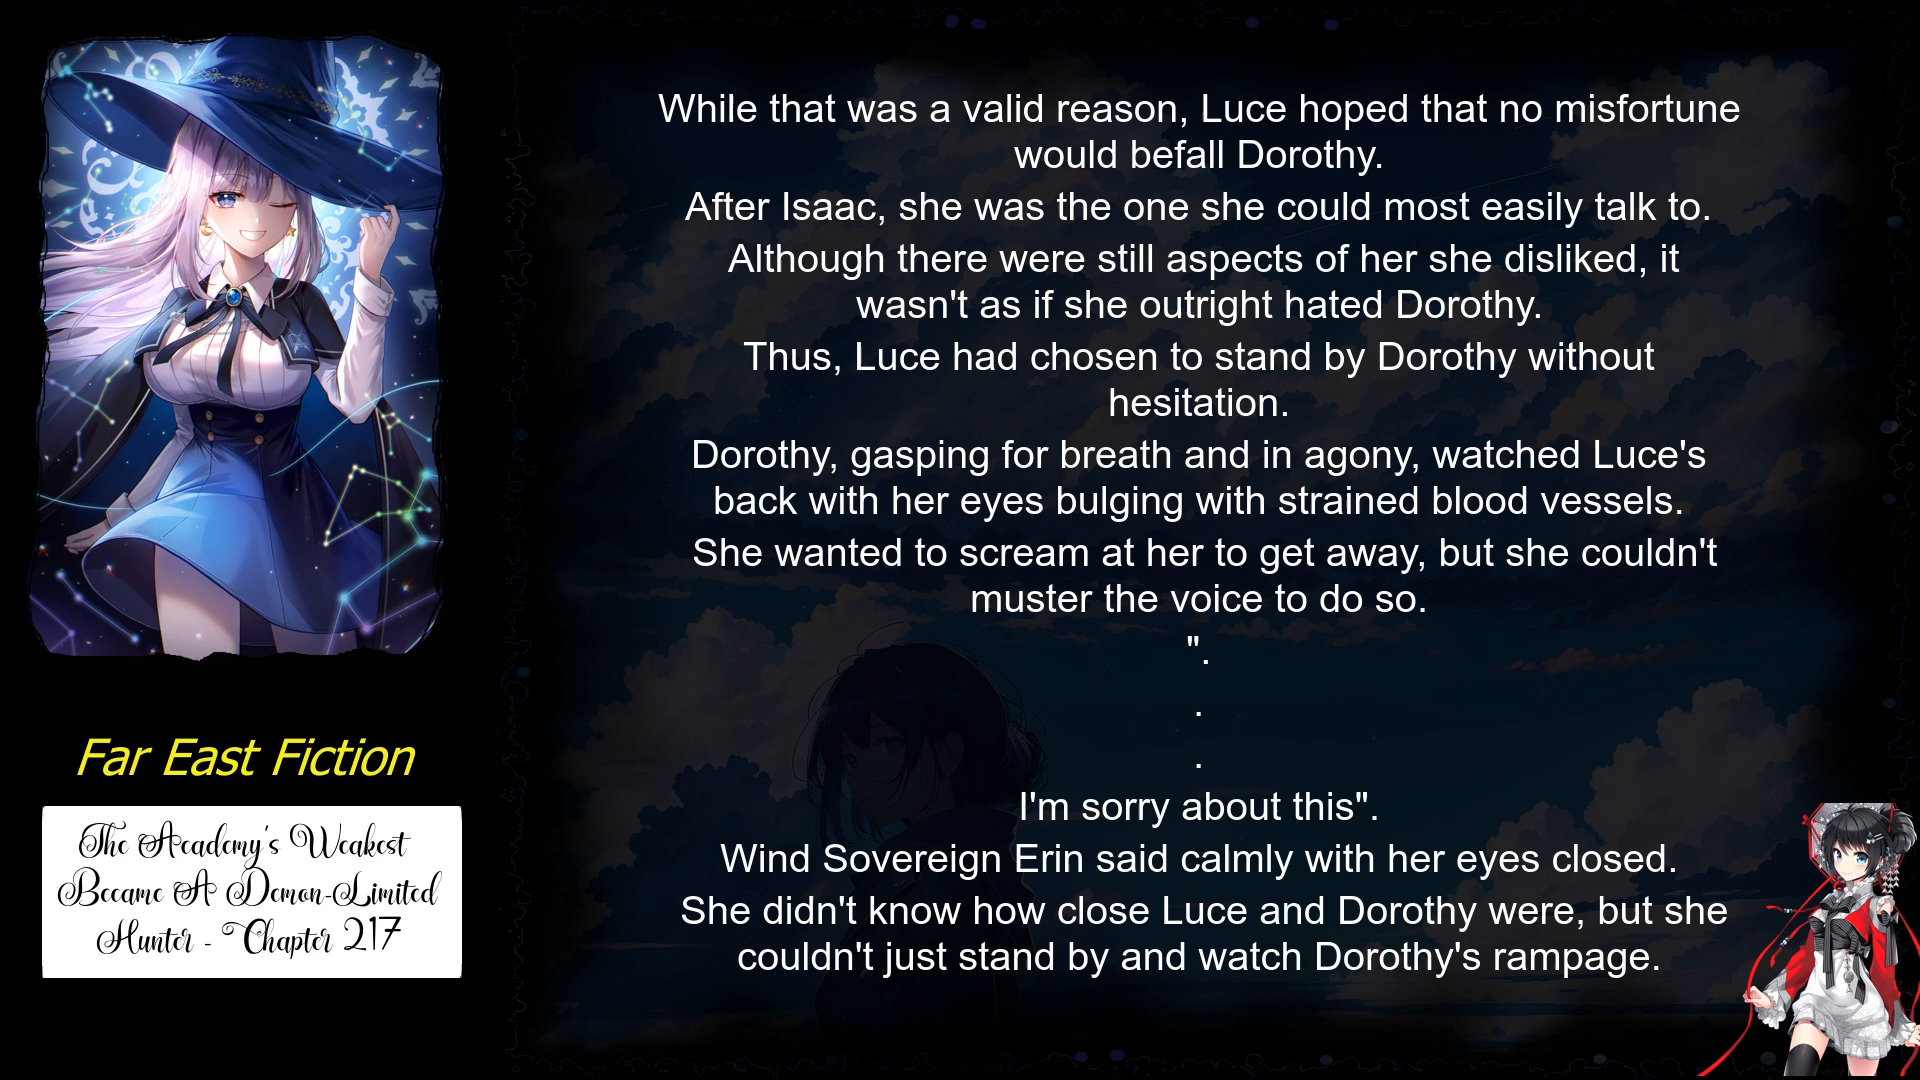 While that was a valid reason, Luce hoped that no misfortune
would befall Dorothy.
After Isaac, she was the one she could most easily talk to.
Although there were still aspects of her she disliked, it
wasn't as if she outright hated Dorothy.
Thus, Luce had chosen to stand by Dorothy without
hesitation.
Dorothy, gasping for breath and in agony, watched Luce's
back with her eyes bulging with strained blood vessels.
She wanted to scream at her to get away, but she couldn't
muster the voice to do so.
".
.
.
I'm sorry about this".
Wind Sovereign Erin said calmly with her eyes closed.
She didn't know how close Luce and Dorothy were, but she
couldn't just stand by and watch Dorothy's rampage.
Far East Fiction
The Academy's Weakest
Became A Demon-Limited
Hunter - Chapter 217